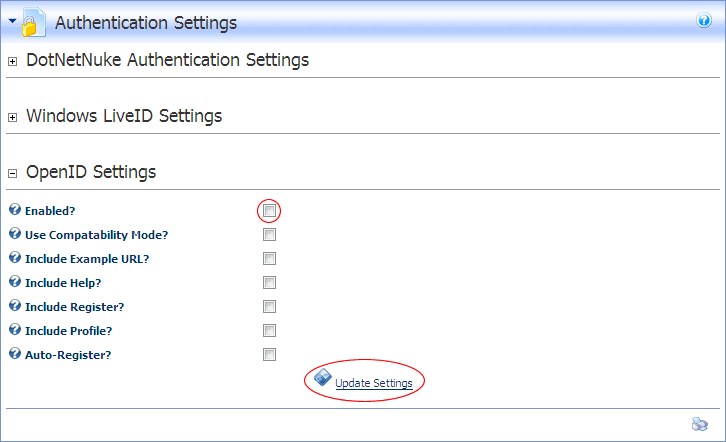 Authentication Settings
DotNetNuke Authentication Settings
Windows LiveID Settings
OpenID Settings
Enabled?
Use Compatability Mode?
Include Example URL?
Include Help?
Include Register?
Include Profile?
Auto-Register?
Update Settings